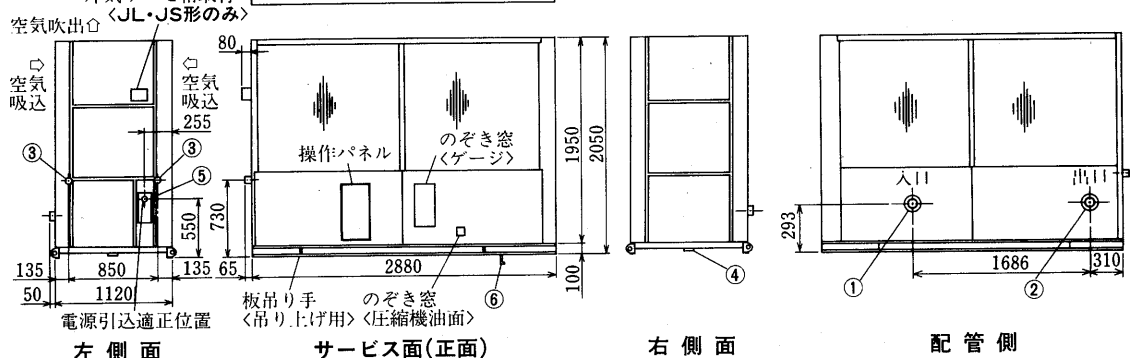 〈JL・JS形のみ〉
空気吹出⇧
⇨
空気
吸込
⇦
空気
吸込
255
③
③
⑤
550
135
850
135
50
1120
電源引込適正位置
左側面
80
操作パネル
のぞき窓
〈ゲージ〉
730
1950
2050
65
2880
100
板吊り手
〈吊り上げ用〉
のぞき窓
〈圧縮機油面〉
⑥
サービス面(正面)
④
右側面
入口
出口
293
①
②
1686
310
配管側